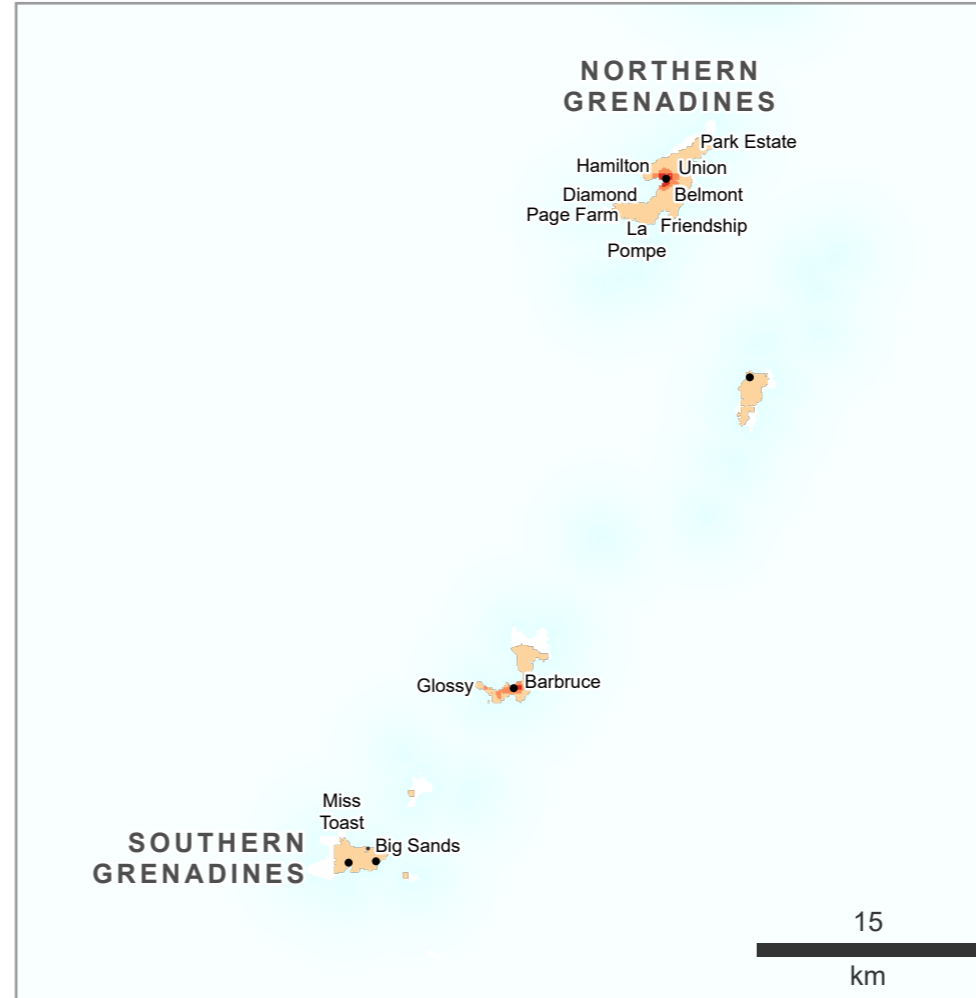 NORTHERN
GRENADINES
Park Estate
Hamilton
Union
Diamond
Belmont
Page Farm
La
Pompe
Friendship
Glossy
Barbruce
Miss
Toast
Big Sands
SOUTHERN
GRENADINES
15
km